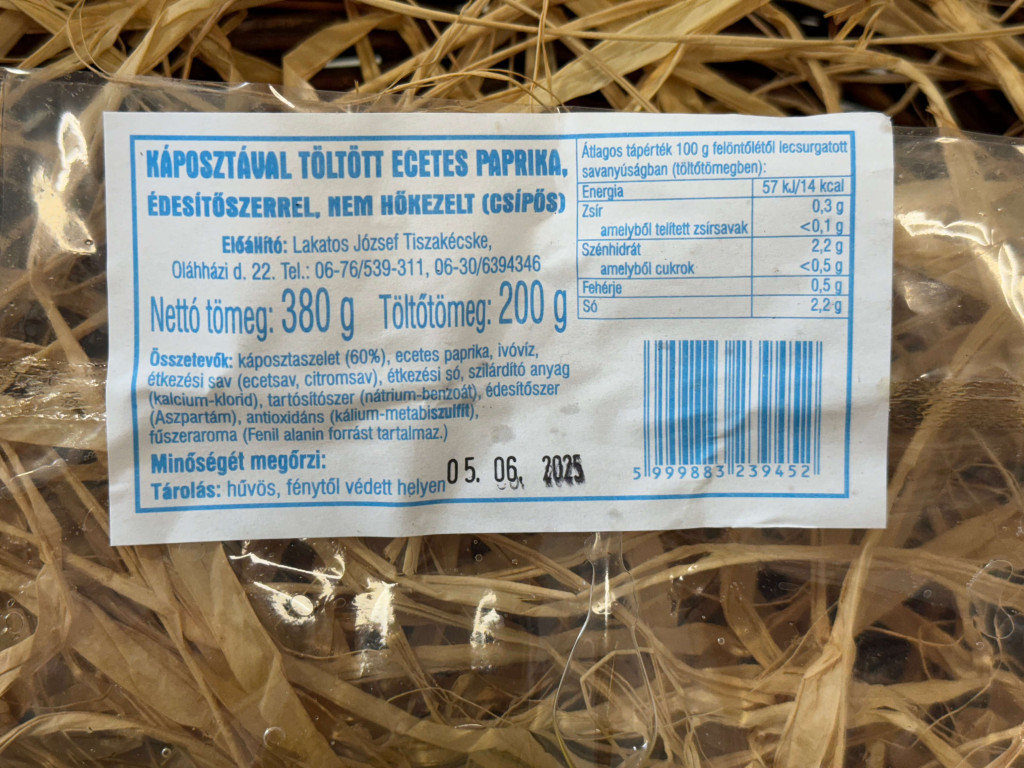 KÁPOSZTÁVAL TÖLTÖTT ECETES PAPRIKA,
ÉDESÍTŐSZERREL, NEM HŐKEZELT (CSÍPŐS)
Előállító: Lakatos József Tiszakécske,
Oláhházi d. 22. Tel.: 06-76/539-311, 06-30/6394346
Nettó tömeg: 380 g Töltőtömeg: 200 g
Összetevők: káposztaszelet (60%), ecetes paprika, ivóvíz,
étkezési sav (ecetsav, citromsav), étkezési só, szilárdító anyag
(kalcium-klorid), tartósítószer (nátrium-benzoát), édesítőszer
(Aszpartám), antioxidáns (kálium-metabiszulfit),
fűszeraroma (Fenil alanin forrást tartalmaz.)
Minőségét megőrzi:
05. 06. 2025
Tárolás: hűvös, fénytől védett helyen
Átlagos tápérték 100 g felöntőlétől lecsurgatott
savanyúságban (töltőtömegben):
Energia 57 kJ/14 kcal
Zsír 0,3 g
amelyből telített zsírsavak <0,1 g
Szénhidrát 2,2 g
amelyből cukrok <0,5 g
Fehérje 0,5 g
Só 2,2 g
5 999883 239452